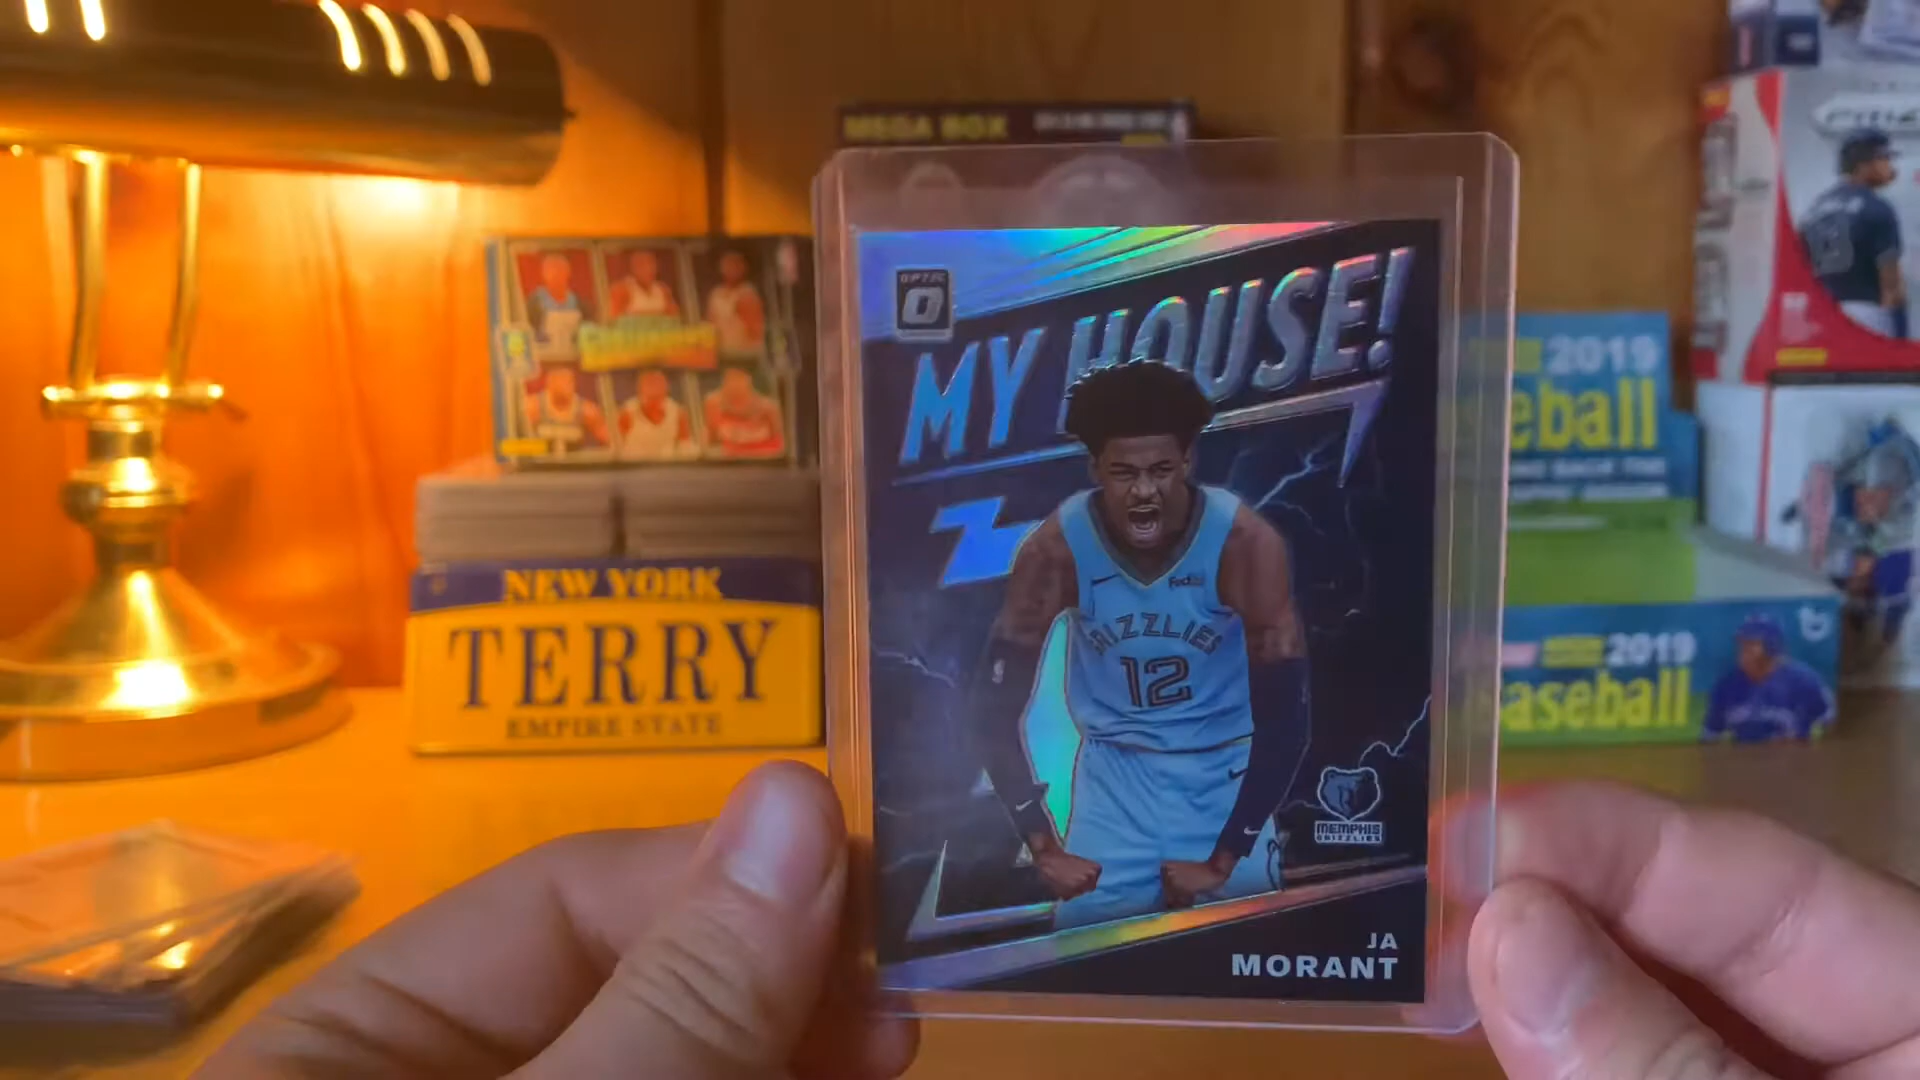 MEGA BOX
OPTIC
MY HOUSE!
FedEx
GRIZZLIES
12
MEMPHIS
GRIZZLIES
JA
MORANT
NEW YORK
TERRY
EMPIRE STATE
2019
eball
2019
aseball